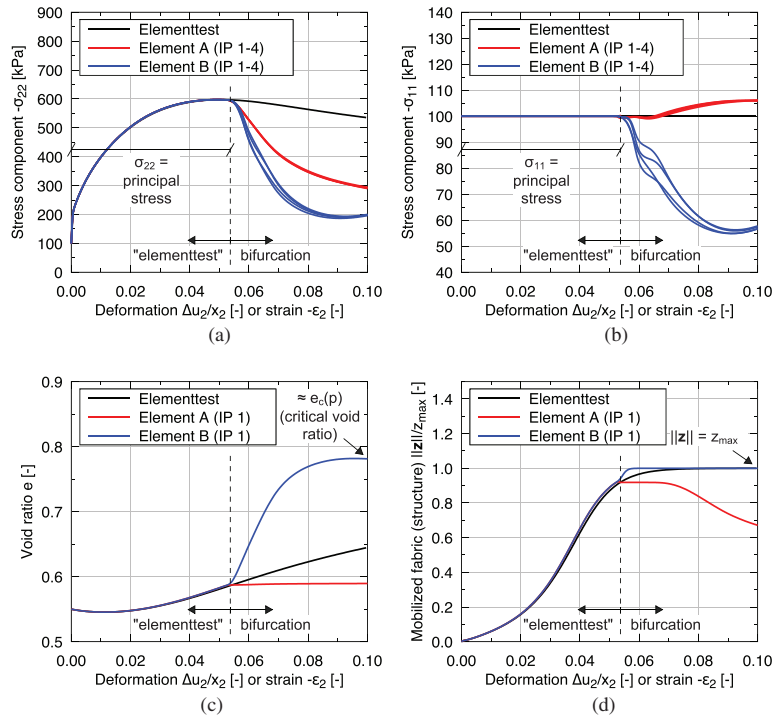 Elementtest
Element A (IP 1-4)
Element B (IP 1-4)
Stress component -σ22 [kPa]
900
800
700
600
500
400
300
200
100
0
σ22 =
principal
stress
"elementtest"
bifurcation
0.00 0.02 0.04 0.06 0.08 0.10
Deformation Δu2/x2 [-] or strain -ε2 [-]
(a)
Elementtest
Element A (IP 1-4)
Element B (IP 1-4)
Stress component -σ11 [kPa]
140
130
120
110
100
90
80
70
60
50
40
σ11 =
principal
stress
"elementtest"
bifurcation
0.00 0.02 0.04 0.06 0.08 0.10
Deformation Δu2/x2 [-] or strain -ε2 [-]
(b)
Elementtest
Element A (IP 1)
Element B (IP 1)
≈ ec(p)
(critical void
ratio)
Void ratio e [-]
0.9
0.8
0.7
0.6
0.5
"elementtest"
bifurcation
0.00 0.02 0.04 0.06 0.08 0.10
Deformation Δu2/x2 [-] or strain -ε2 [-]
(c)
Elementtest
Element A (IP 1)
Element B (IP 1)
||z|| = zmax
Mobilized fabric (structure) ||z||/zmax [-]
1.4
1.2
1.0
0.8
0.6
0.4
0.2
0.0
"elementtest"
bifurcation
0.00 0.02 0.04 0.06 0.08 0.10
Deformation Δu2/x2 [-] or strain -ε2 [-]
(d)